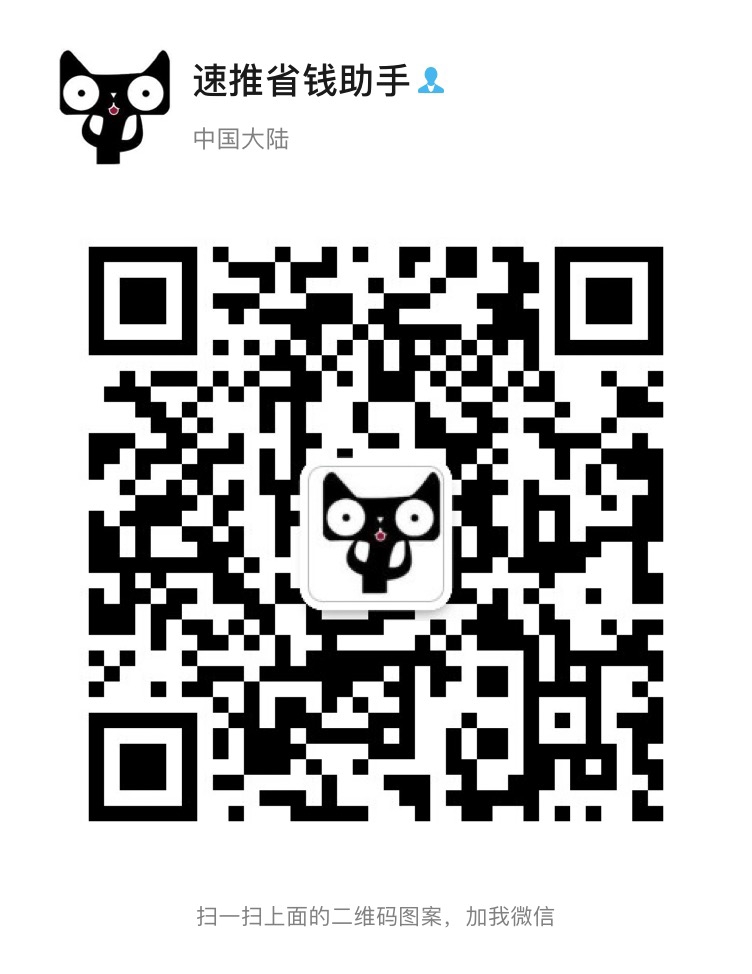 速推省钱助手
中国大陆
扫一扫上面的二维码图案，加我微信